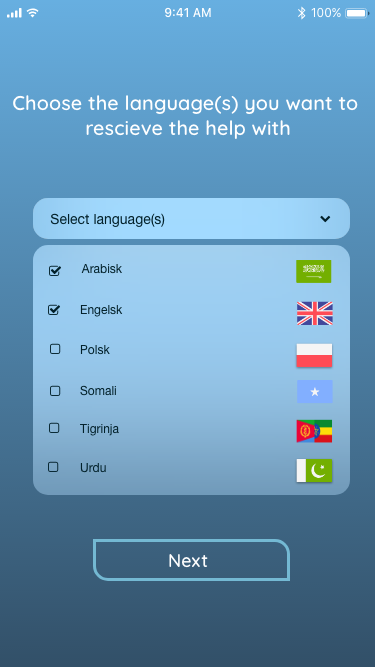 9:41 AM 100%
Choose the language(s) you want to
rescieve the help with
Select language(s)
Arabisk
Engelsk
Polsk
Somali
Tigrinja
Urdu
Next